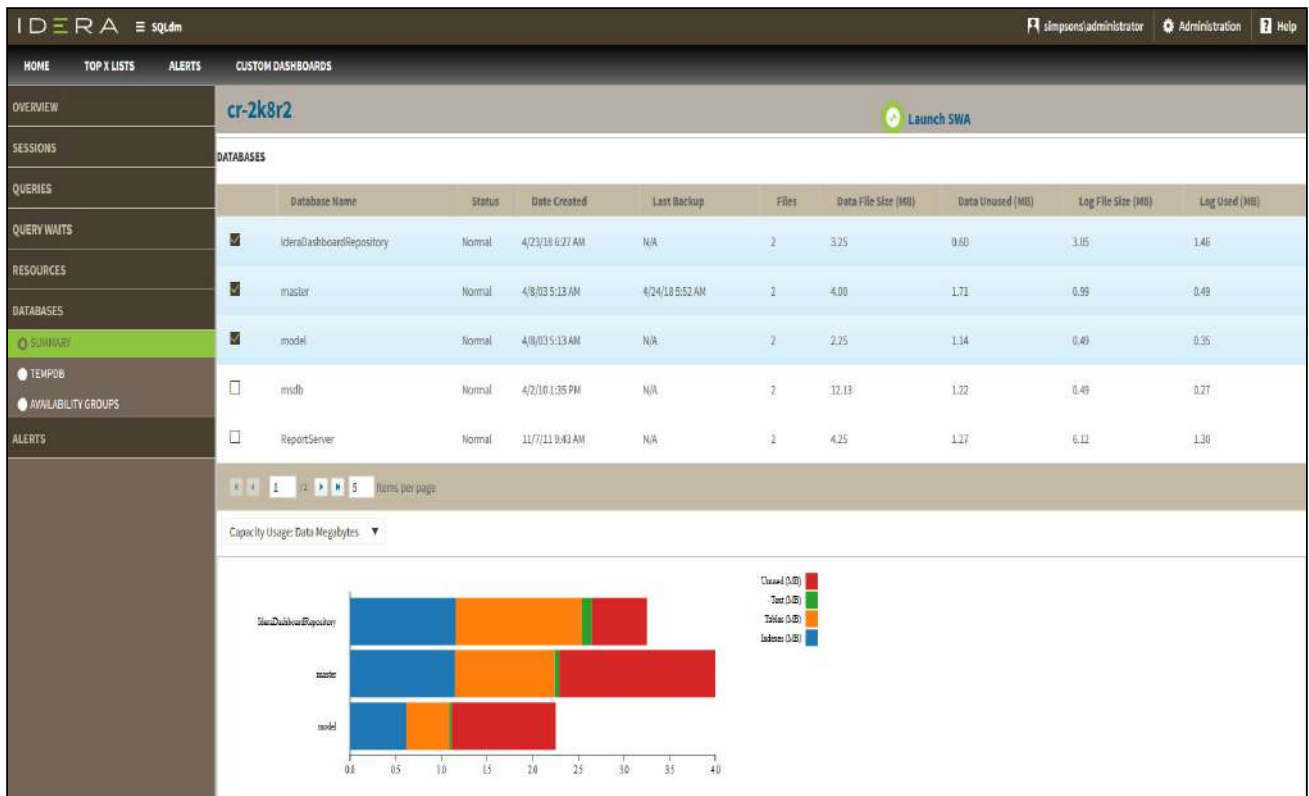 IDERA SQLdm simpsons\administrator Administration ? Help
HOME TOP X LISTS ALERTS CUSTOM DASHBOARDS
OVERVIEW
SESSIONS
QUERIES
QUERY WAITS
RESOURCES
DATABASES
SUMMARY
TEMPDB
AVAILABILITY GROUPS
ALERTS
cr-2k8r2 Launch SWA
DATABASES
Database Name Status Date Created Last Backup Files Data File Size (MB) Data Unused (MB) Log File Size (MB) Log Used (MB)
IderaDashboardRepository Normal 4/23/18 6:27 AM N/A 2 3.25 0.60 3.05 1.46
master Normal 4/8/03 5:13 AM 4/24/18 5:52 AM 2 4.00 1.71 0.99 0.49
model Normal 4/8/03 5:13 AM N/A 2 2.25 1.14 0.49 0.35
msdb Normal 4/2/10 1:35 PM N/A 2 12.13 1.22 0.49 0.27
ReportServer Normal 11/7/11 9:43 AM N/A 2 4.25 1.27 6.12 1.30
1 /2 5 Items per page
Capacity Usage: Data Megabytes
Unused (MB)
Text (MB)
Tables (MB)
Indexes (MB)
IderaDashboardRepository
master
model
0.0 0.5 1.0 1.5 2.0 2.5 3.0 3.5 4.0